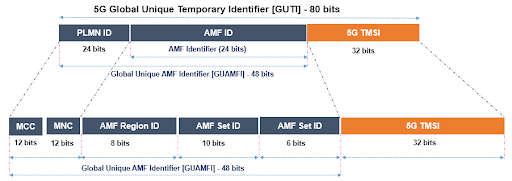 5G Global Unique Temporary Identifier [GUTI] - 80 bits
PLMN ID AMF ID 5G TMSI
24 bits AMF Identifier (24 bits) 32 bits
Global Unique AMF Identifier [GUAMFI] - 48 bits
MCC MNC AMF Region ID AMF Set ID AMF Set ID 5G TMSI
12 bits 12 bits 8 bits 10 bits 6 bits 32 bits
Global Unique AMF Identifier [GUAMFI] - 48 bits